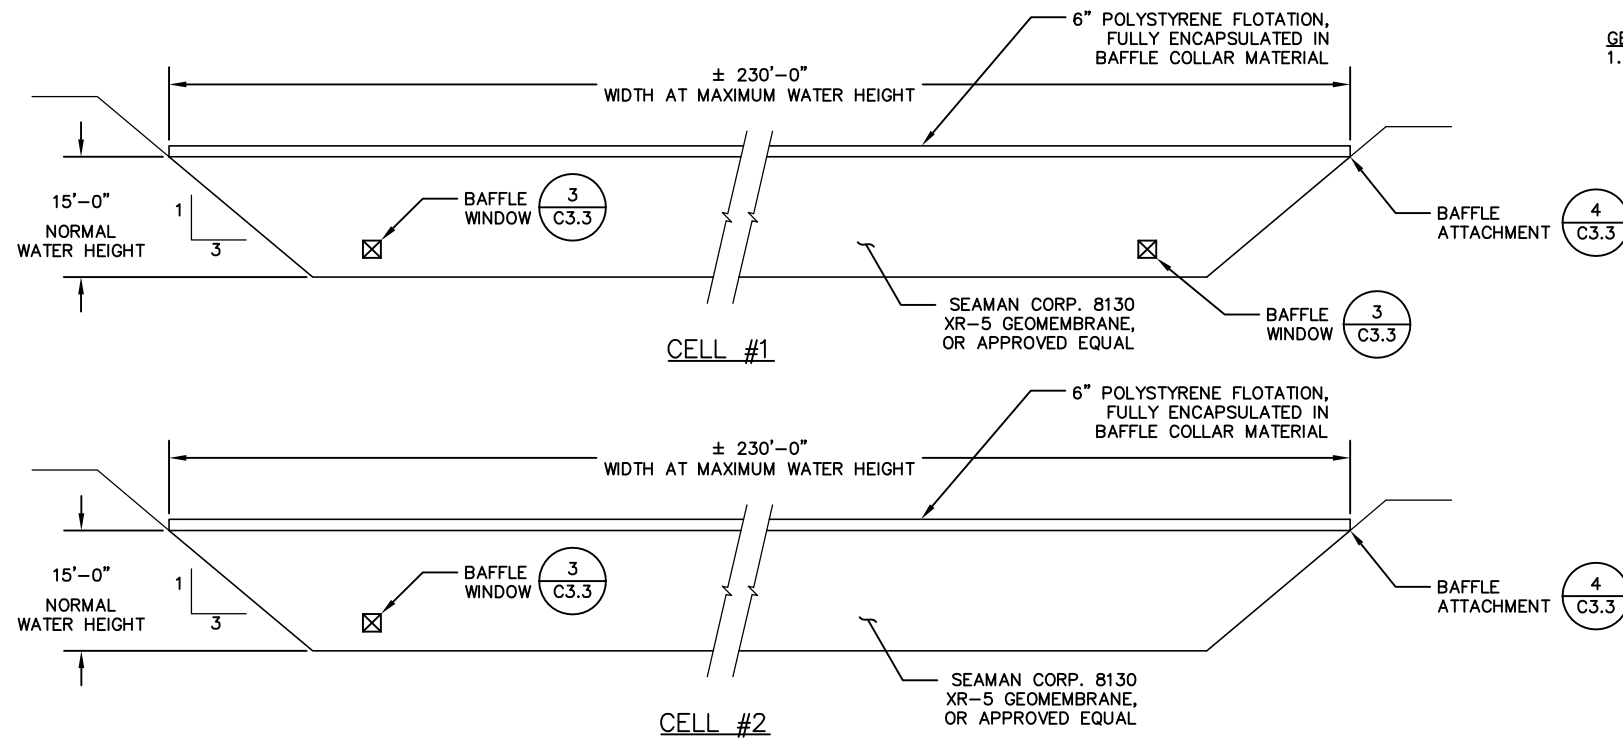 6" POLYSTYRENE FLOTATION,
FULLY ENCAPSULATED IN
BAFFLE COLLAR MATERIAL
± 230'-0"
WIDTH AT MAXIMUM WATER HEIGHT
15'-0"
NORMAL
WATER HEIGHT
1
3
BAFFLE
WINDOW
3
C3.3
BAFFLE
ATTACHMENT
4
C3.3
SEAMAN CORP. 8130
XR-5 GEOMEMBRANE,
OR APPROVED EQUAL
BAFFLE
WINDOW
3
C3.3
CELL #1
6" POLYSTYRENE FLOTATION,
FULLY ENCAPSULATED IN
BAFFLE COLLAR MATERIAL
± 230'-0"
WIDTH AT MAXIMUM WATER HEIGHT
15'-0"
NORMAL
WATER HEIGHT
1
3
BAFFLE
WINDOW
3
C3.3
BAFFLE
ATTACHMENT
4
C3.3
SEAMAN CORP. 8130
XR-5 GEOMEMBRANE,
OR APPROVED EQUAL
CELL #2
1.